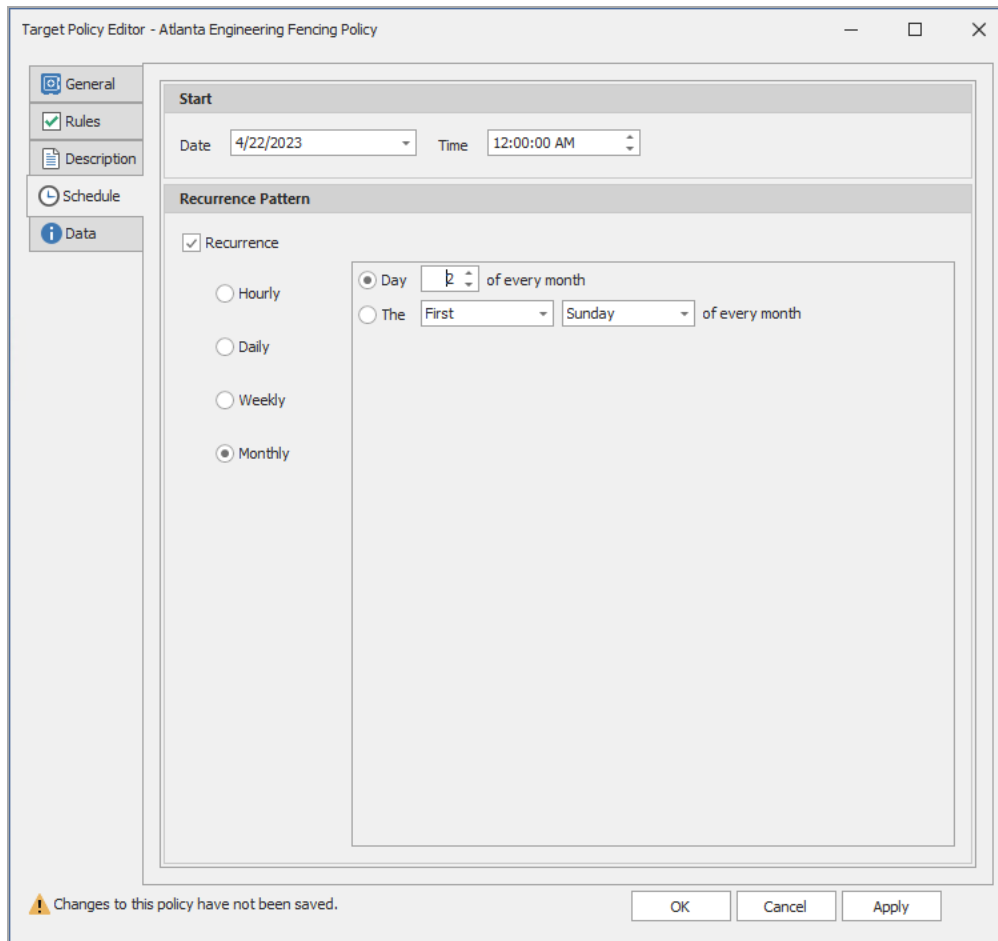 Target Policy Editor - Atlanta Engineering Fencing Policy
General
Rules
Description
Schedule
Data
Start
Date 4/22/2023 Time 12:00:00 AM
Recurrence Pattern
Recurrence
Hourly
Daily
Weekly
Monthly
Day 2 of every month
The First Sunday of every month
Changes to this policy have not been saved.
OK Cancel Apply